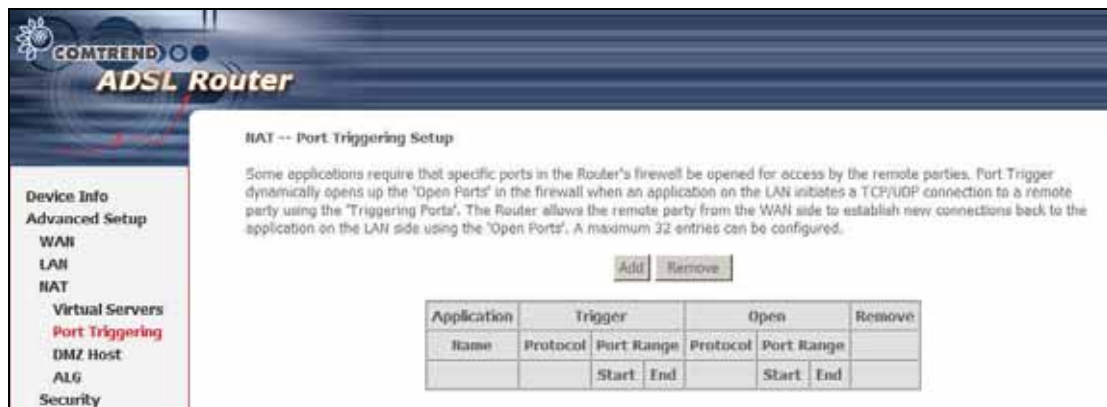 COMTREND
ADSL Router
Device Info
Advanced Setup
WAN
LAN
NAT
Virtual Servers
Port Triggering
DMZ Host
ALG
Security
NAT -- Port Triggering Setup
Some applications require that specific ports in the Router's firewall be opened for access by the remote parties. Port Trigger
dynamically opens up the 'Open Ports' in the firewall when an application on the LAN initiates a TCP/UDP connection to a remote
party using the 'Triggering Ports'. The Router allows the remote party from the WAN side to establish new connections back to the
application on the LAN side using the 'Open Ports'. A maximum 32 entries can be configured.
Add Remove
Application Trigger Open Remove
Name Protocol Port Range Protocol Port Range
Start End Start End